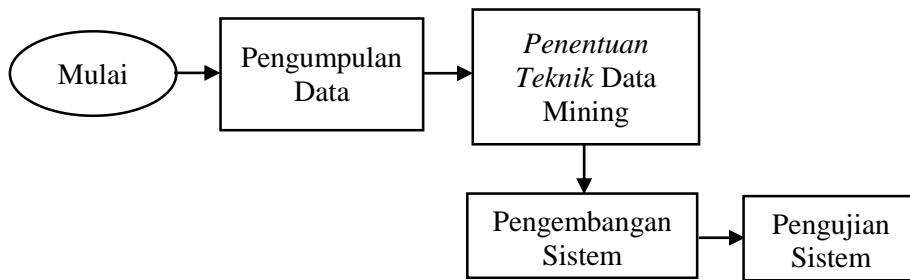 Mulai
Pengumpulan
Data
Penentuan
Teknik Data
Mining
Pengembangan
Sistem
Pengujian
Sistem